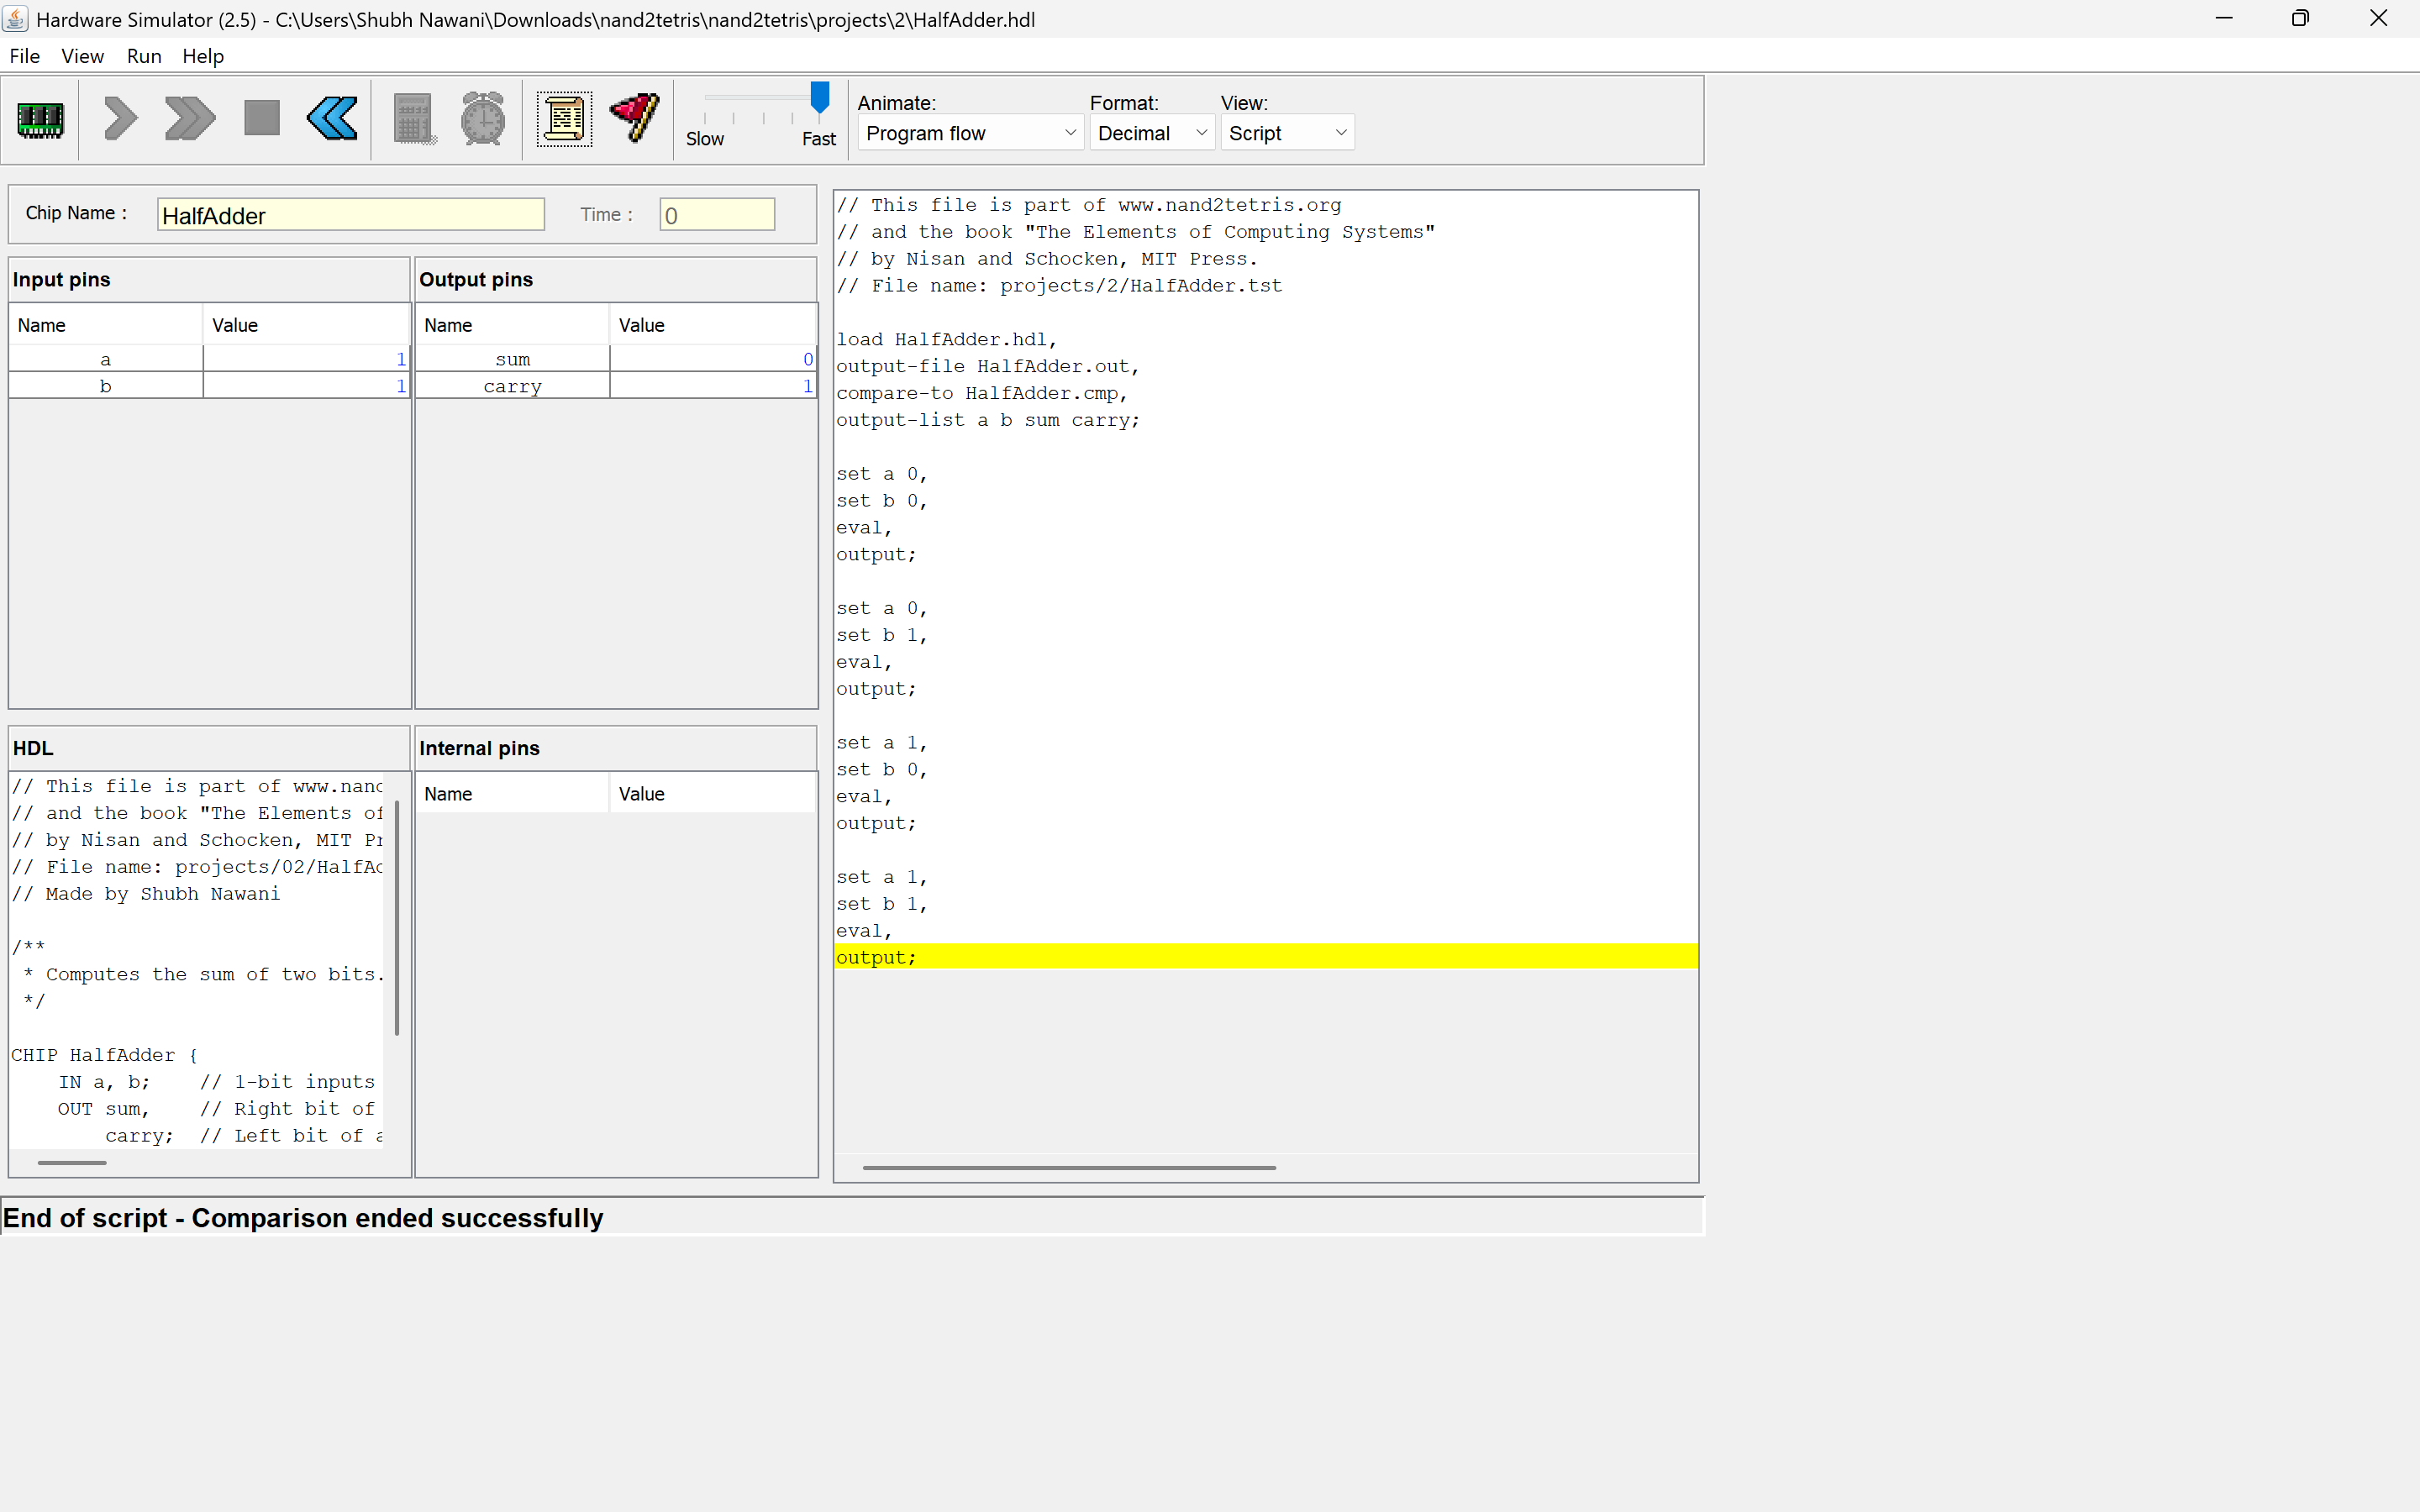 Hardware Simulator (2.5) - C:\Users\Shubh Nawani\Downloads\nand2tetris\nand2tetris\projects\2\HalfAdder.hdl
File View Run Help
Slow Fast
Animate: Format: View:
Program flow Decimal Script
Chip Name : HalfAdder Time : 0
Input pins
Name Value
a 1
b 1
Output pins
Name Value
sum 0
carry 1
HDL
// This file is part of www.nand
// and the book "The Elements of
// by Nisan and Schocken, MIT Pr
// File name: projects/02/HalfAd
// Made by Shubh Nawani
/**
* Computes the sum of two bits.
*/
CHIP HalfAdder {
IN a, b; // 1-bit inputs
OUT sum, // Right bit of
carry; // Left bit of a
Internal pins
Name Value
// This file is part of www.nand2tetris.org
// and the book "The Elements of Computing Systems"
// by Nisan and Schocken, MIT Press.
// File name: projects/2/HalfAdder.tst
load HalfAdder.hdl,
output-file HalfAdder.out,
compare-to HalfAdder.cmp,
output-list a b sum carry;
set a 0,
set b 0,
eval,
output;
set a 0,
set b 1,
eval,
output;
set a 1,
set b 0,
eval,
output;
set a 1,
set b 1,
eval,
output;
End of script - Comparison ended successfully